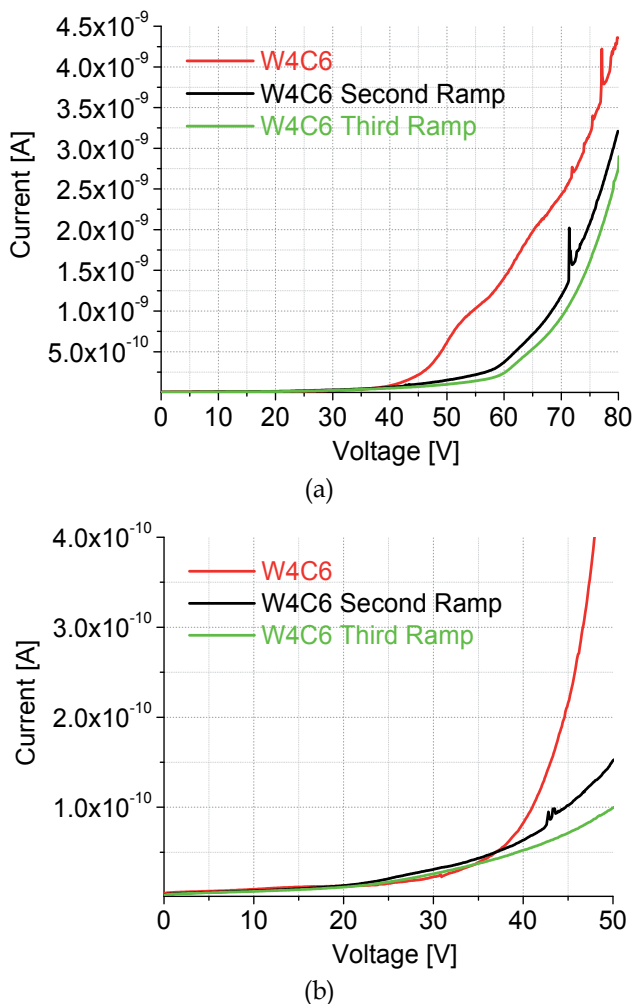 4.5x10⁻⁹
4.0x10⁻⁹
3.5x10⁻⁹
3.0x10⁻⁹
2.5x10⁻⁹
2.0x10⁻⁹
1.5x10⁻⁹
1.0x10⁻⁹
5.0x10⁻¹⁰
Current [A]
W4C6
W4C6 Second Ramp
W4C6 Third Ramp
0 10 20 30 40 50 60 70 80
Voltage [V]
(a)
4.0x10⁻¹⁰
3.0x10⁻¹⁰
2.0x10⁻¹⁰
1.0x10⁻¹⁰
Current [A]
W4C6
W4C6 Second Ramp
W4C6 Third Ramp
0 10 20 30 40 50
Voltage [V]
(b)